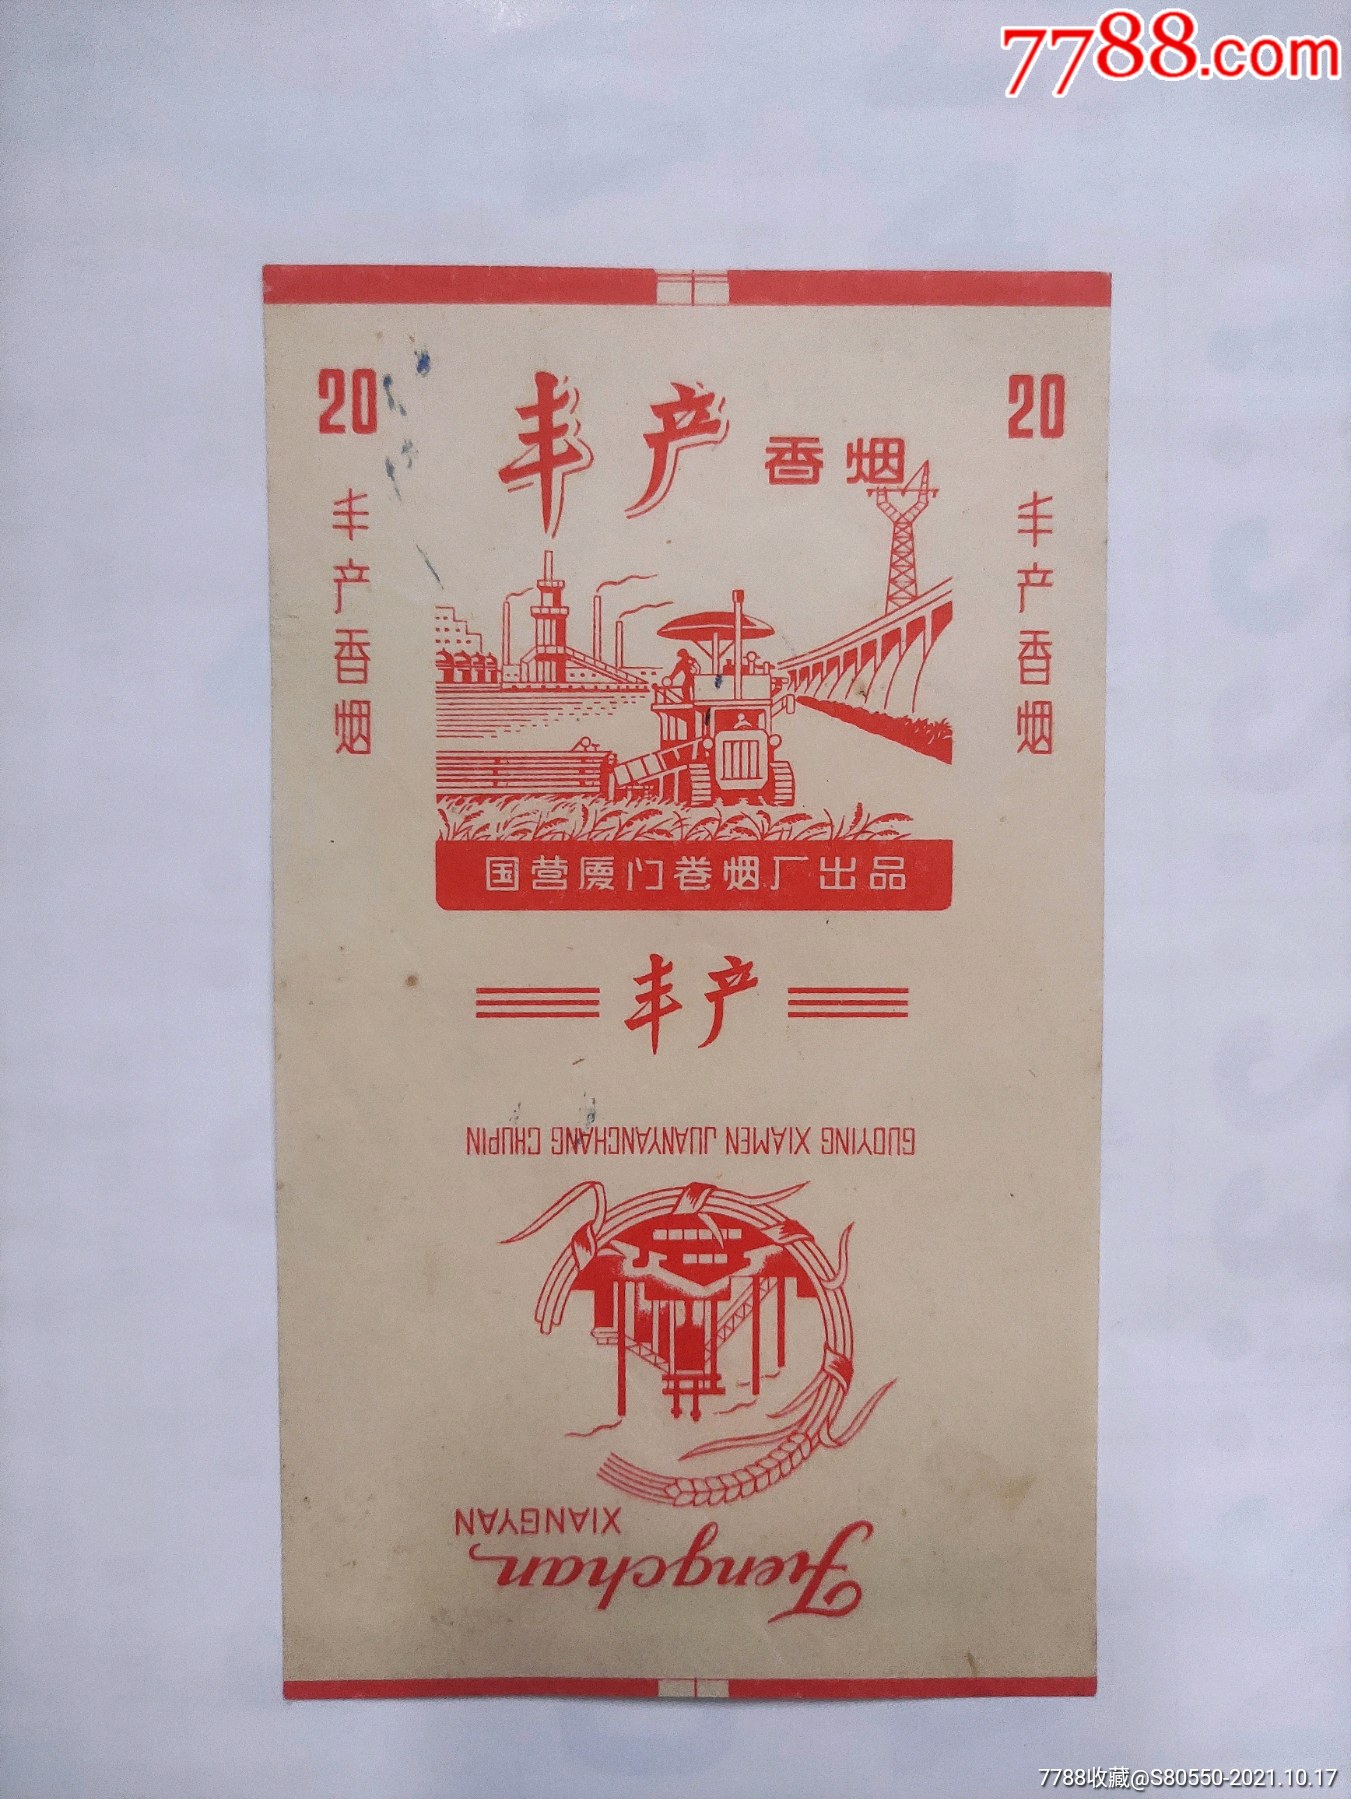 7788.com
20
丰产香烟
丰产 香烟
20
丰产香烟
国营厦门卷烟厂出品
丰产
GUOYING XIAMEN JUANYANCHANG CHUPIN
Fengchan
XIANGYAN
7788收藏@S80550-2021.10.17